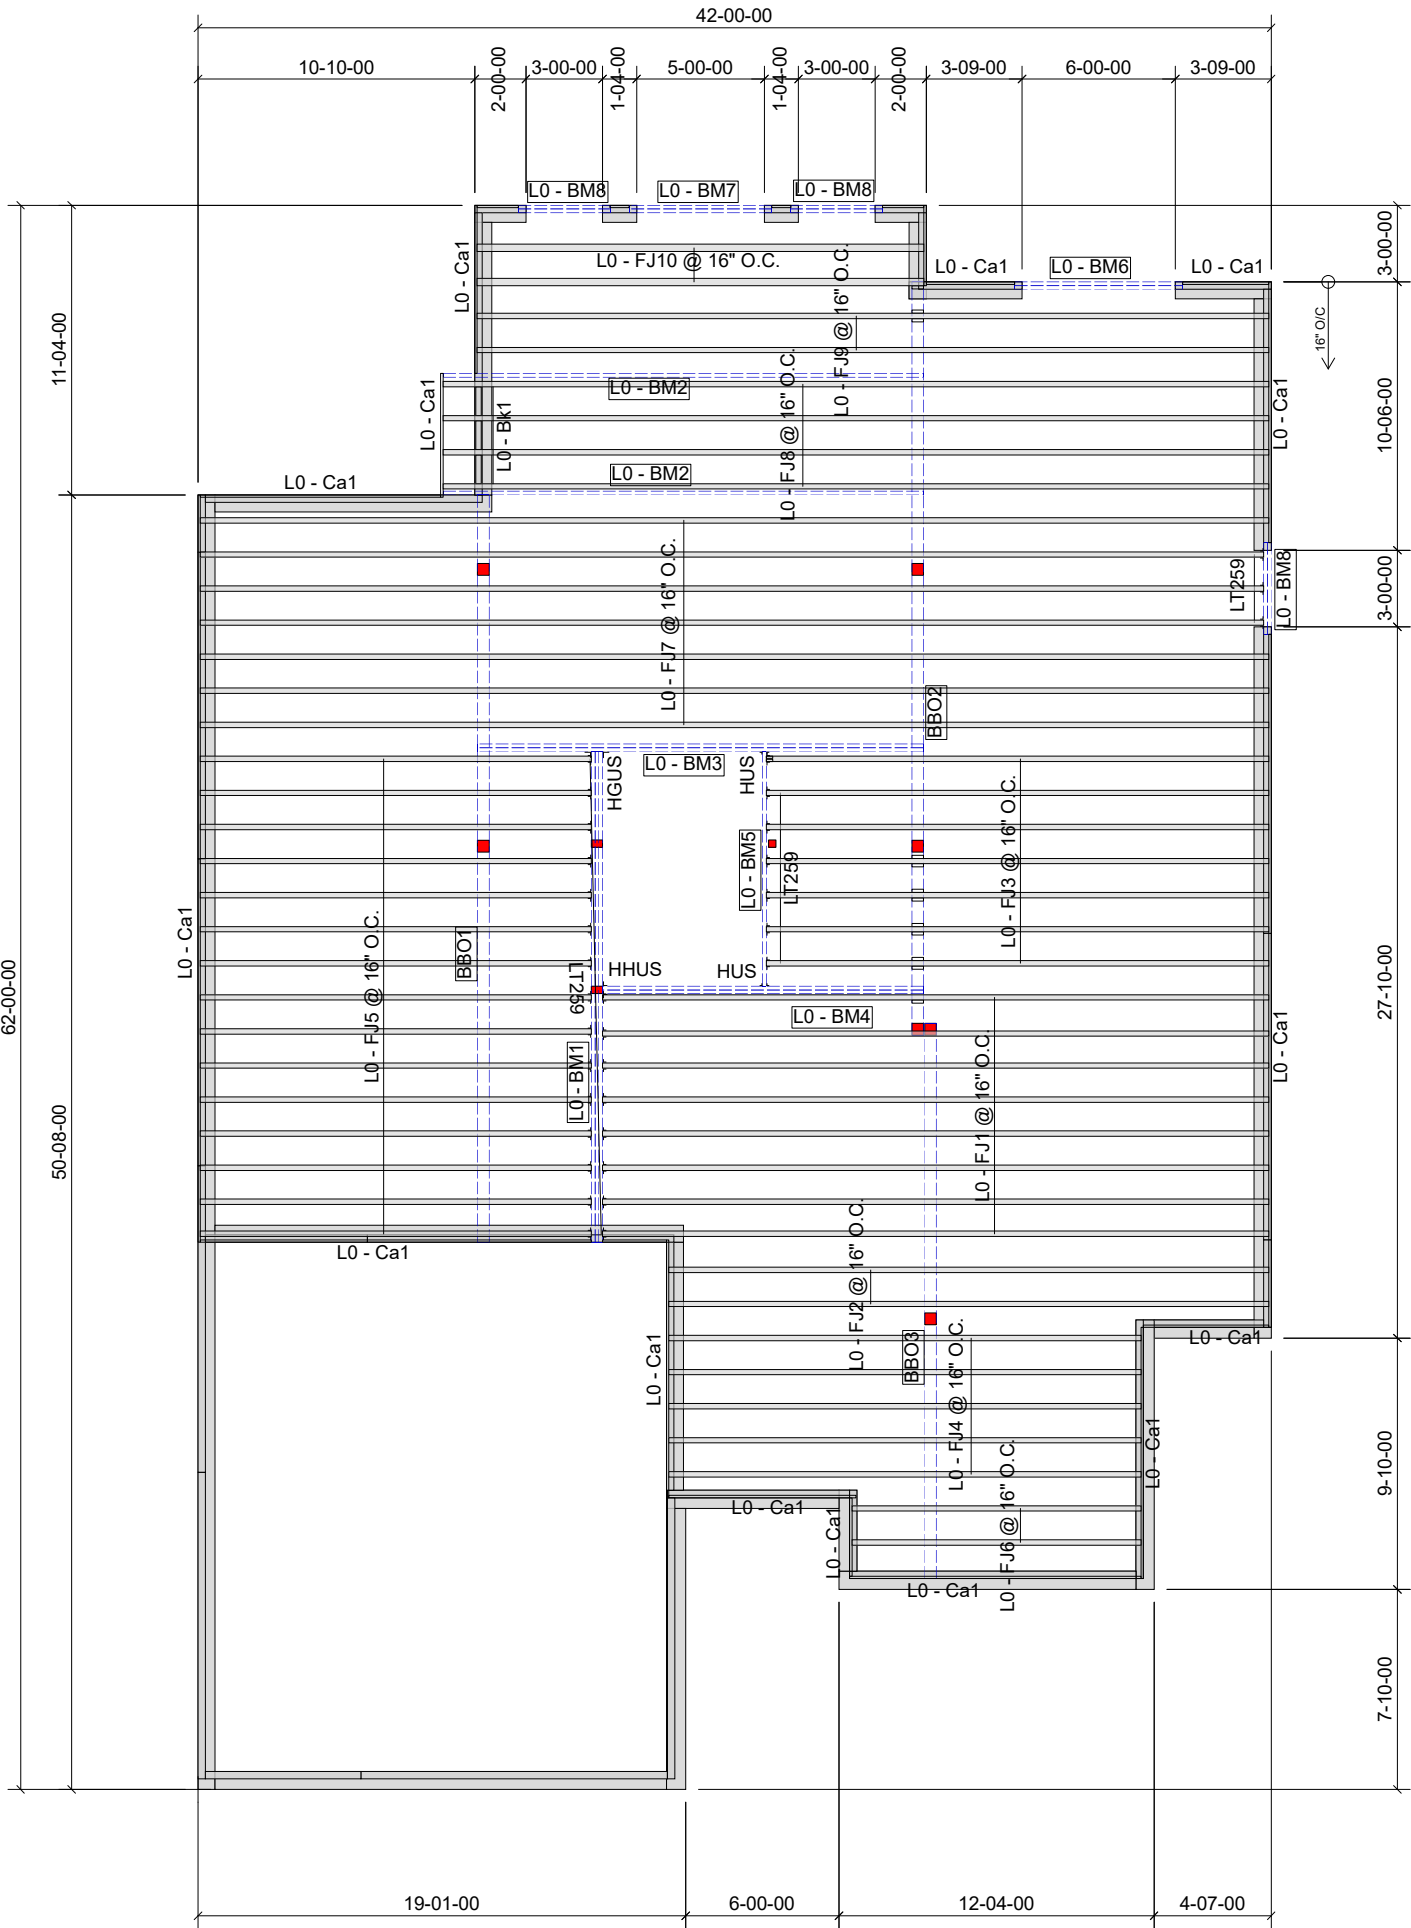 42-00-00
10-10-00
2-00-00
3-00-00
1-04-00
5-00-00
1-04-00
3-00-00
2-00-00
3-09-00
6-00-00
3-09-00
L0 - BM8
L0 - BM7
L0 - BM8
L0 - Ca1
L0 - FJ10 @ 16" O.C.
L0 - FJ9 @ 16" O.C.
L0 - Ca1
L0 - BM6
L0 - Ca1
3-00-00
16" O/C
11-04-00
L0 - Ca1
L0 - BM2
L0 - Bk1
L0 - FJ8 @ 16" O.C.
L0 - Ca1
10-06-00
L0 - Ca1
L0 - BM2
L0 - FJ7 @ 16" O.C.
LT259
L0 - BM8
3-00-00
BBO2
L0 - BM3
HGUS
HUS
L0 - BM5
LT259
L0 - FJ3 @ 16" O.C.
62-00-00
L0 - Ca1
L0 - FJ5 @ 16" O.C.
BBO1
LT259
HHUS
HUS
L0 - BM4
L0 - BM1
L0 - FJ1 @ 16" O.C.
L0 - Ca1
27-10-00
50-08-00
L0 - Ca1
L0 - FJ2 @ 16" O.C.
L0 - Ca1
BBO3
L0 - FJ4 @ 16" O.C.
L0 - Ca1
L0 - Ca1
L0 - Ca1
L0 - Ca1
L0 - FJ6 @ 16" O.C.
L0 - Ca1
9-10-00
7-10-00
19-01-00
6-00-00
12-04-00
4-07-00